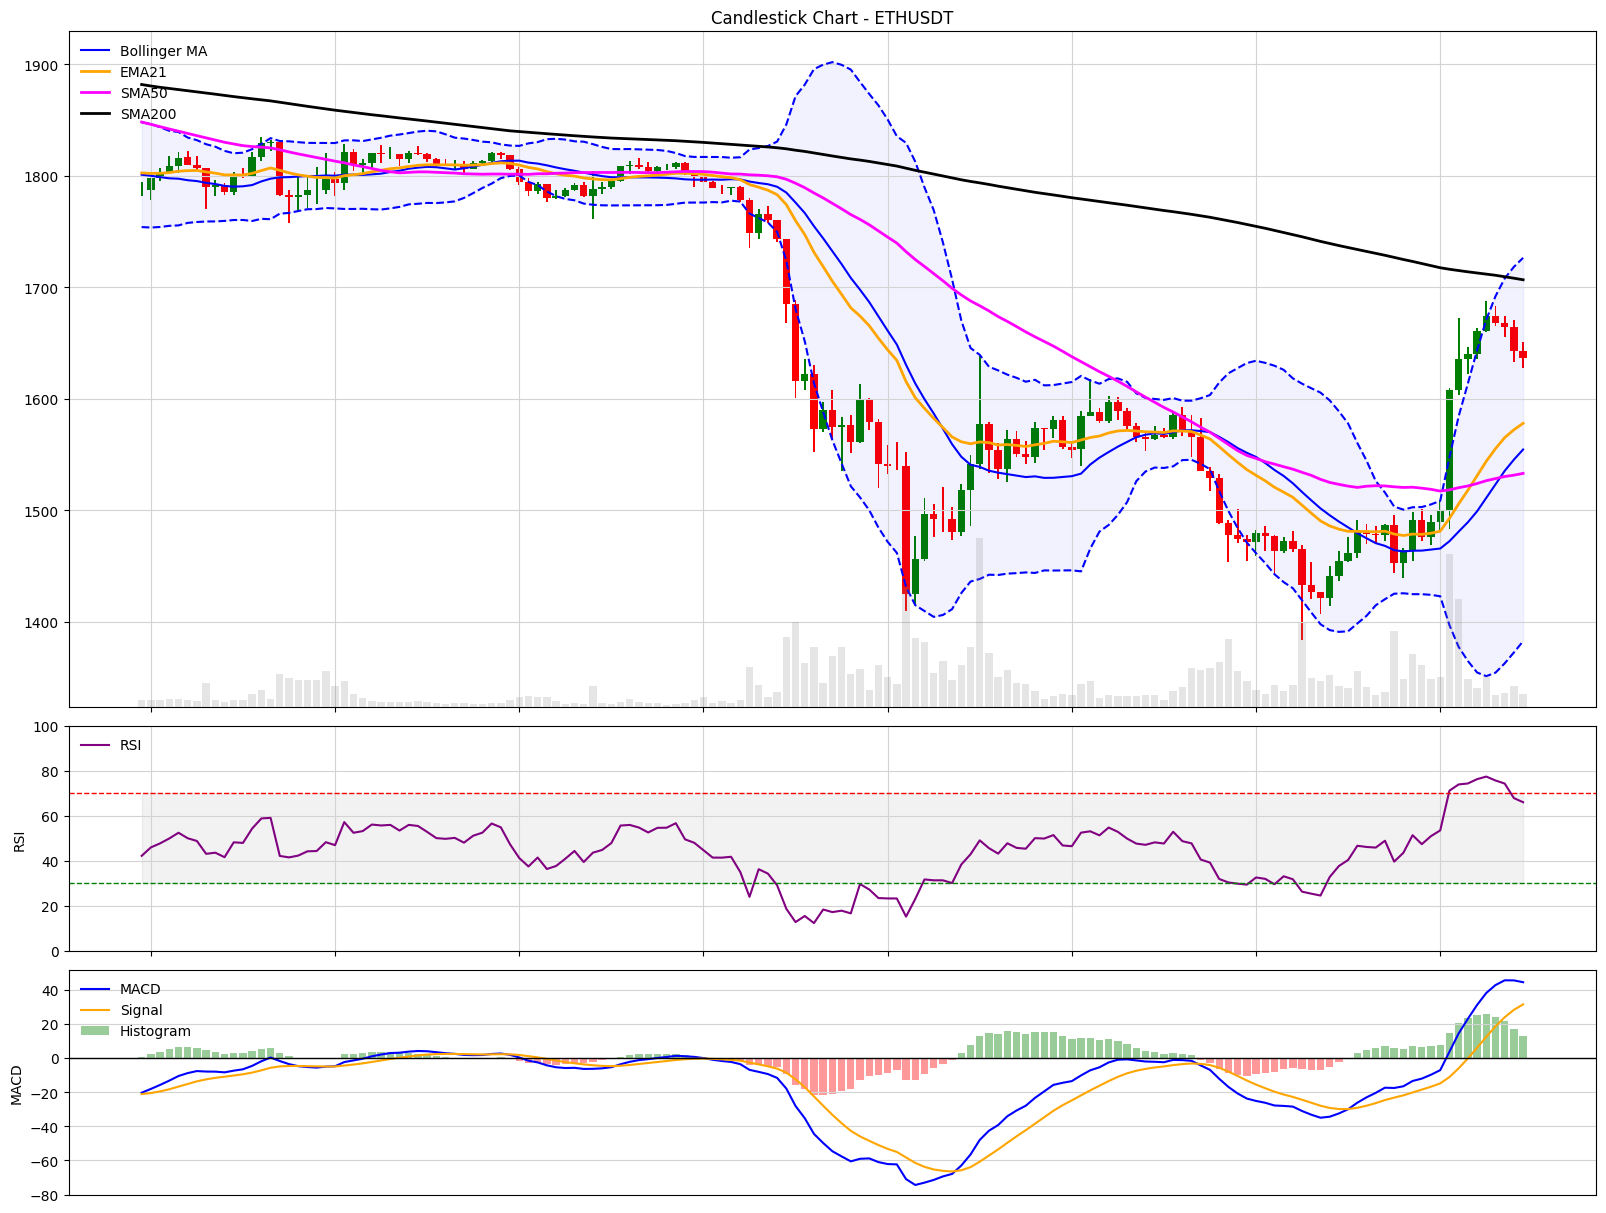 Candlestick Chart - ETHUSDT
Bollinger MA
EMA21
SMA50
SMA200
1900
1800
1700
1600
1500
1400
RSI
100
80
60
40
20
0
RSI
MACD
Signal
Histogram
40
20
0
−20
−40
−60
−80
MACD